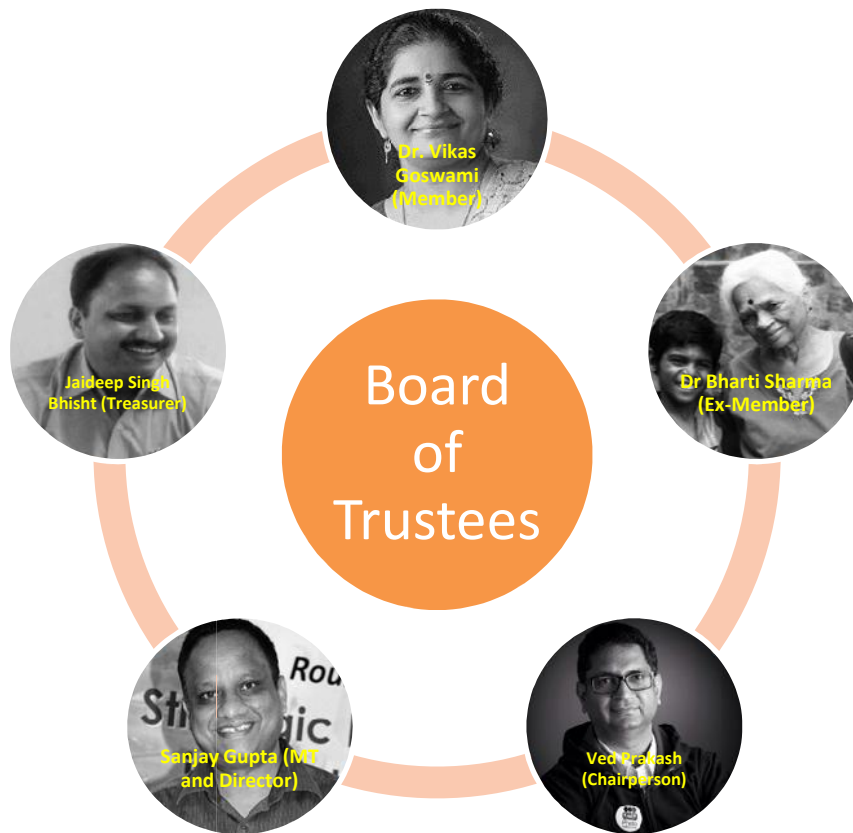 Dr. Vikas
Goswami
(Member)
Jaideep Singh
Bhisht (Treasurer)
Dr Bharti Sharma
(Ex-Member)
Board
of
Trustees
Rou
Sanjay Gupta (MT
and Director)
Ved Prakash
(Chairperson)